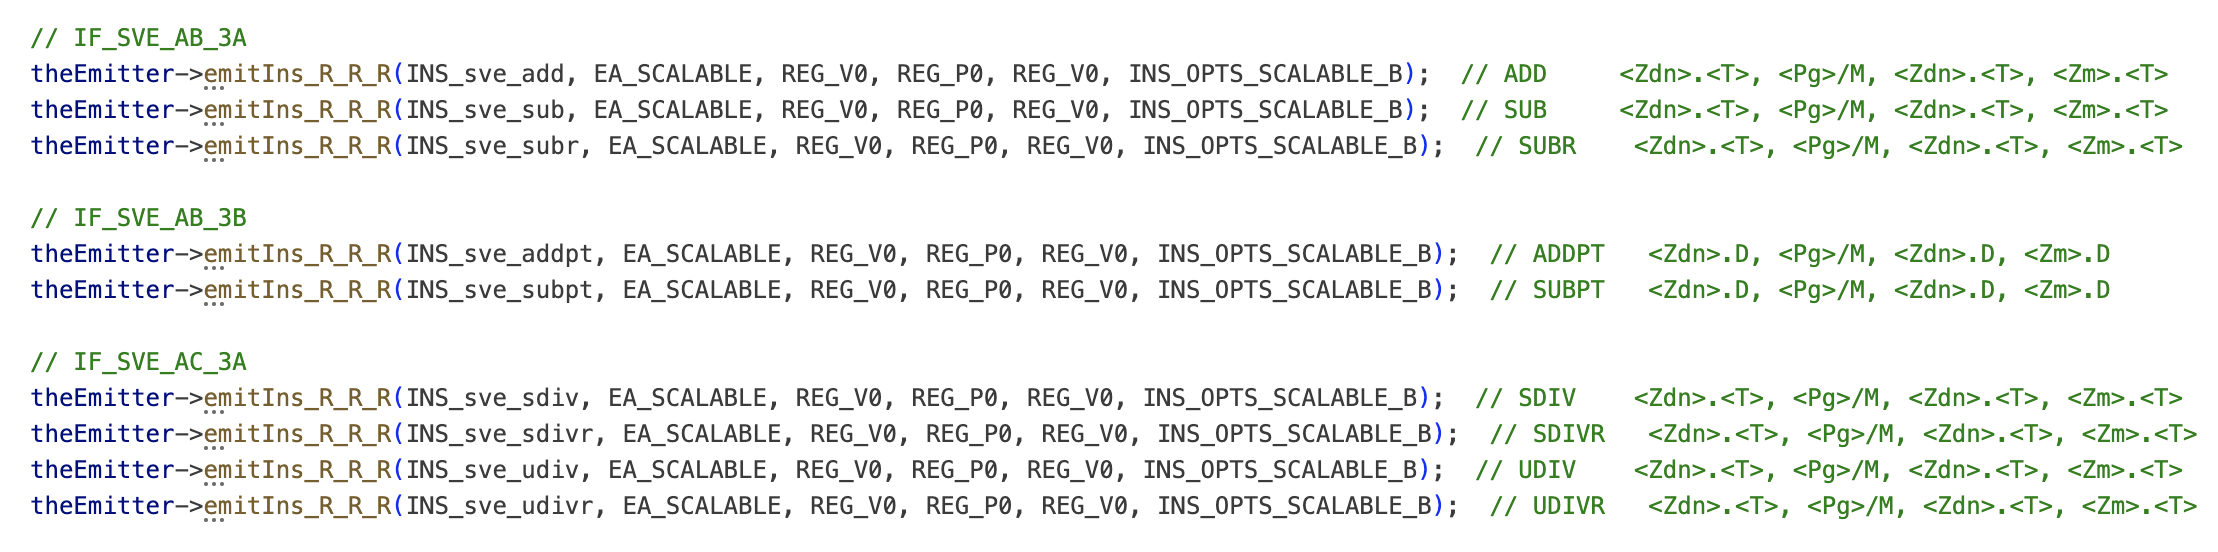 // IF_SVE_AB_3A
theEmitter->emitIns_R_R_R(INS_sve_add, EA_SCALABLE, REG_V0, REG_P0, REG_V0, INS_OPTS_SCALABLE_B);  // ADD     <Zdn>.<T>, <Pg>/M, <Zdn>.<T>, <Zm>.<T>
theEmitter->emitIns_R_R_R(INS_sve_sub, EA_SCALABLE, REG_V0, REG_P0, REG_V0, INS_OPTS_SCALABLE_B);  // SUB     <Zdn>.<T>, <Pg>/M, <Zdn>.<T>, <Zm>.<T>
theEmitter->emitIns_R_R_R(INS_sve_subr, EA_SCALABLE, REG_V0, REG_P0, REG_V0, INS_OPTS_SCALABLE_B);  // SUBR    <Zdn>.<T>, <Pg>/M, <Zdn>.<T>, <Zm>.<T>

// IF_SVE_AB_3B
theEmitter->emitIns_R_R_R(INS_sve_addpt, EA_SCALABLE, REG_V0, REG_P0, REG_V0, INS_OPTS_SCALABLE_B);  // ADDPT   <Zdn>.D, <Pg>/M, <Zdn>.D, <Zm>.D
theEmitter->emitIns_R_R_R(INS_sve_subpt, EA_SCALABLE, REG_V0, REG_P0, REG_V0, INS_OPTS_SCALABLE_B);  // SUBPT   <Zdn>.D, <Pg>/M, <Zdn>.D, <Zm>.D

// IF_SVE_AC_3A
theEmitter->emitIns_R_R_R(INS_sve_sdiv, EA_SCALABLE, REG_V0, REG_P0, REG_V0, INS_OPTS_SCALABLE_B);  // SDIV    <Zdn>.<T>, <Pg>/M, <Zdn>.<T>, <Zm>.<T>
theEmitter->emitIns_R_R_R(INS_sve_sdivr, EA_SCALABLE, REG_V0, REG_P0, REG_V0, INS_OPTS_SCALABLE_B);  // SDIVR   <Zdn>.<T>, <Pg>/M, <Zdn>.<T>, <Zm>.<T>
theEmitter->emitIns_R_R_R(INS_sve_udiv, EA_SCALABLE, REG_V0, REG_P0, REG_V0, INS_OPTS_SCALABLE_B);  // UDIV    <Zdn>.<T>, <Pg>/M, <Zdn>.<T>, <Zm>.<T>
theEmitter->emitIns_R_R_R(INS_sve_udivr, EA_SCALABLE, REG_V0, REG_P0, REG_V0, INS_OPTS_SCALABLE_B);  // UDIVR   <Zdn>.<T>, <Pg>/M, <Zdn>.<T>, <Zm>.<T>